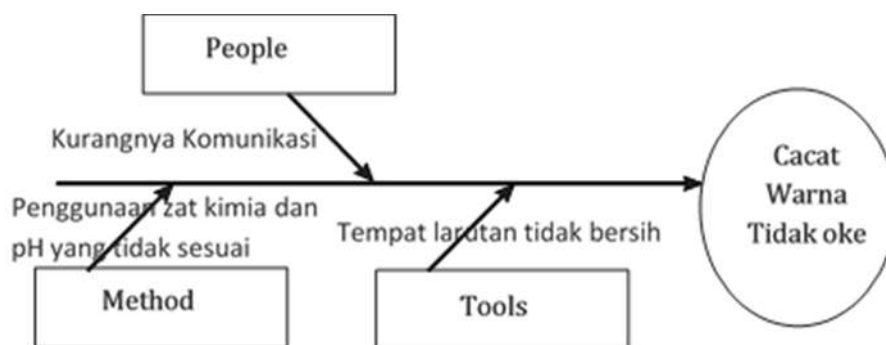 People
Kurangnya Komunikasi
Cacat
Warna
Tidak oke
Penggunaan zat kimia dan
pH yang tidak sesuai
Tempat larutan tidak bersih
Method
Tools